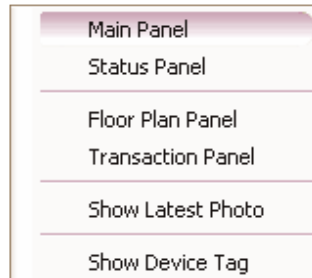 Main Panel
Status Panel
Floor Plan Panel
Transaction Panel
Show Latest Photo
Show Device Tag